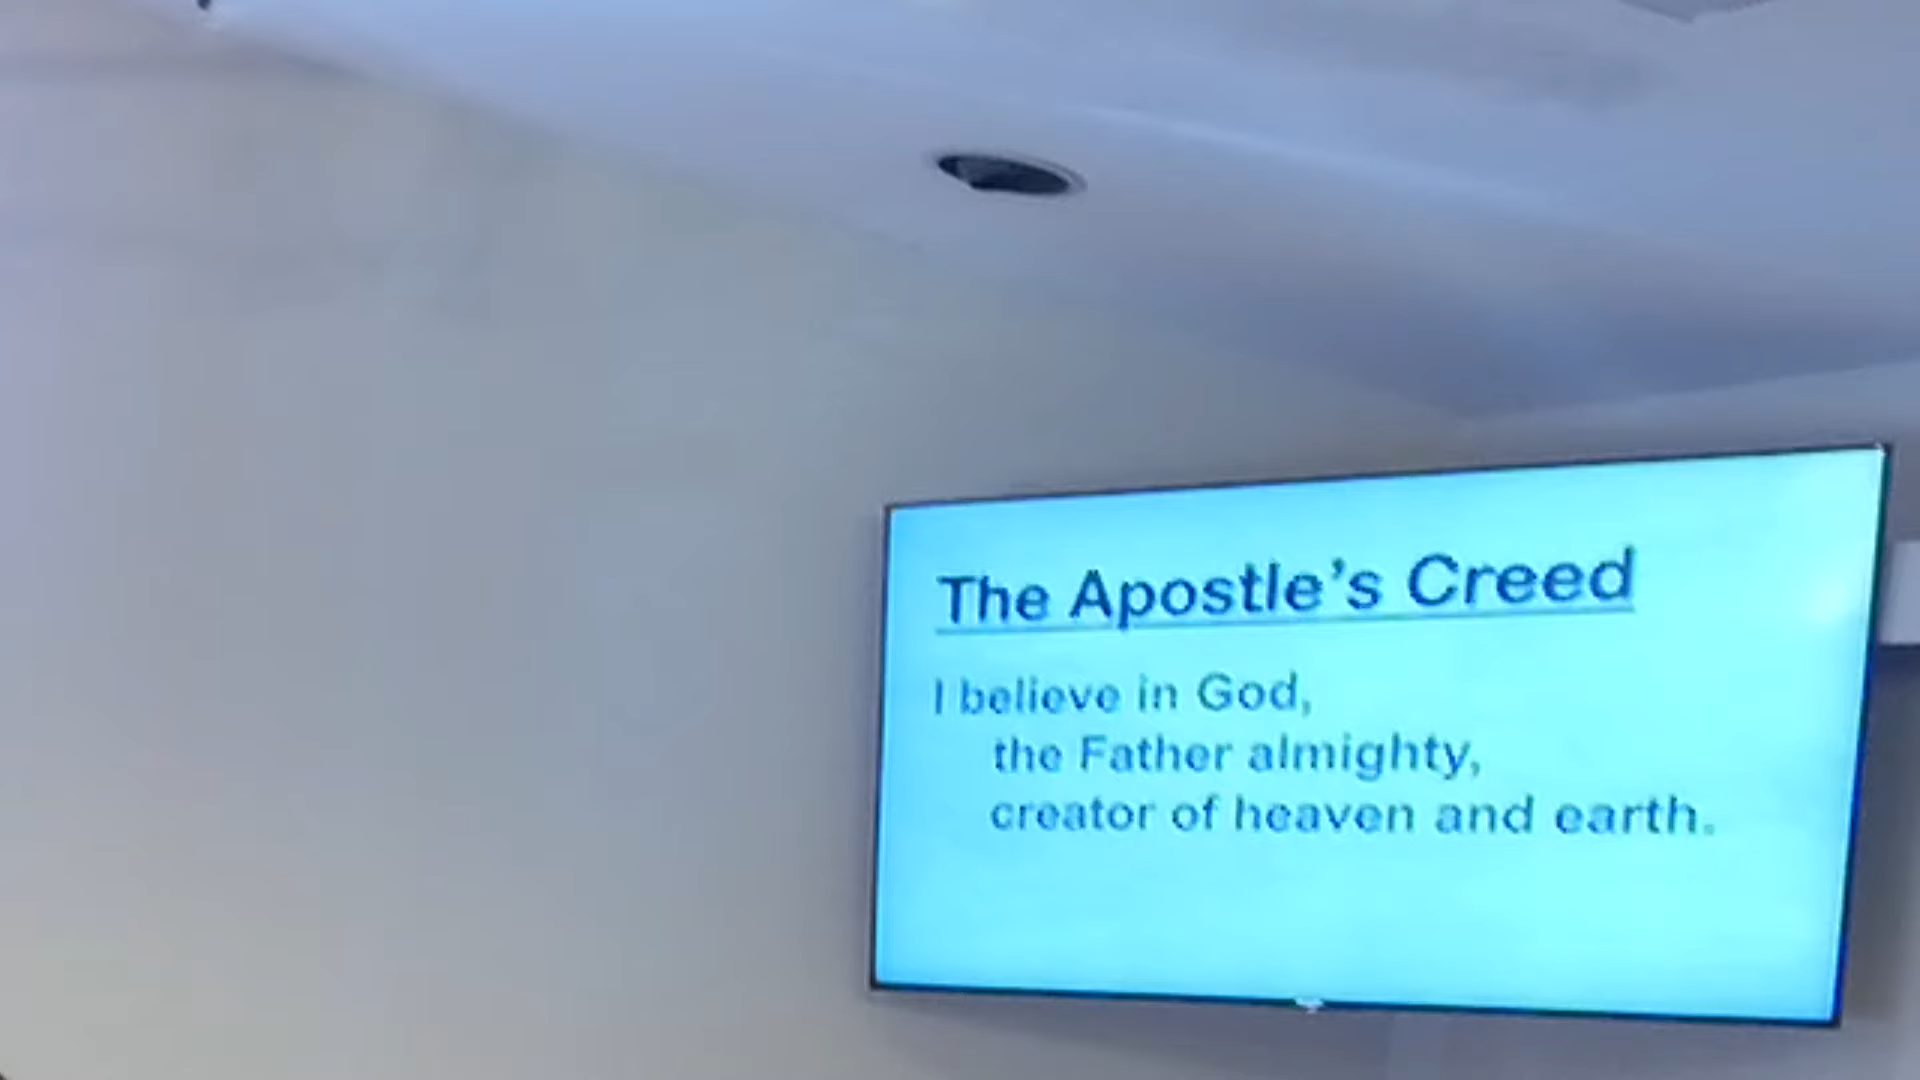 The Apostle’s Creed
I believe in God,
the Father almighty,
creator of heaven and earth.